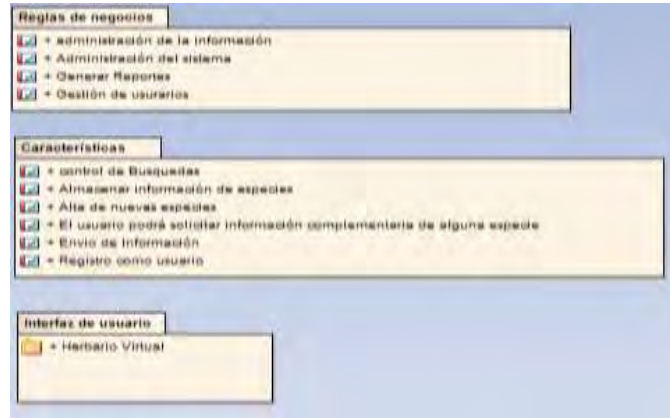 Reglas de negocios
+ administración de la información
+ Administración del sistema
+ Generar Reportes
+ Gestión de usurarios
Características
+ control de Busquedas
+ Almacenar información de especies
+ Alta de nuevas especies
+ El usuario podrá solicitar información complementaria de alguna especie
+ Envio de información
+ Registro como usuario
Interfaz de usuario
+ Herbario Virtual